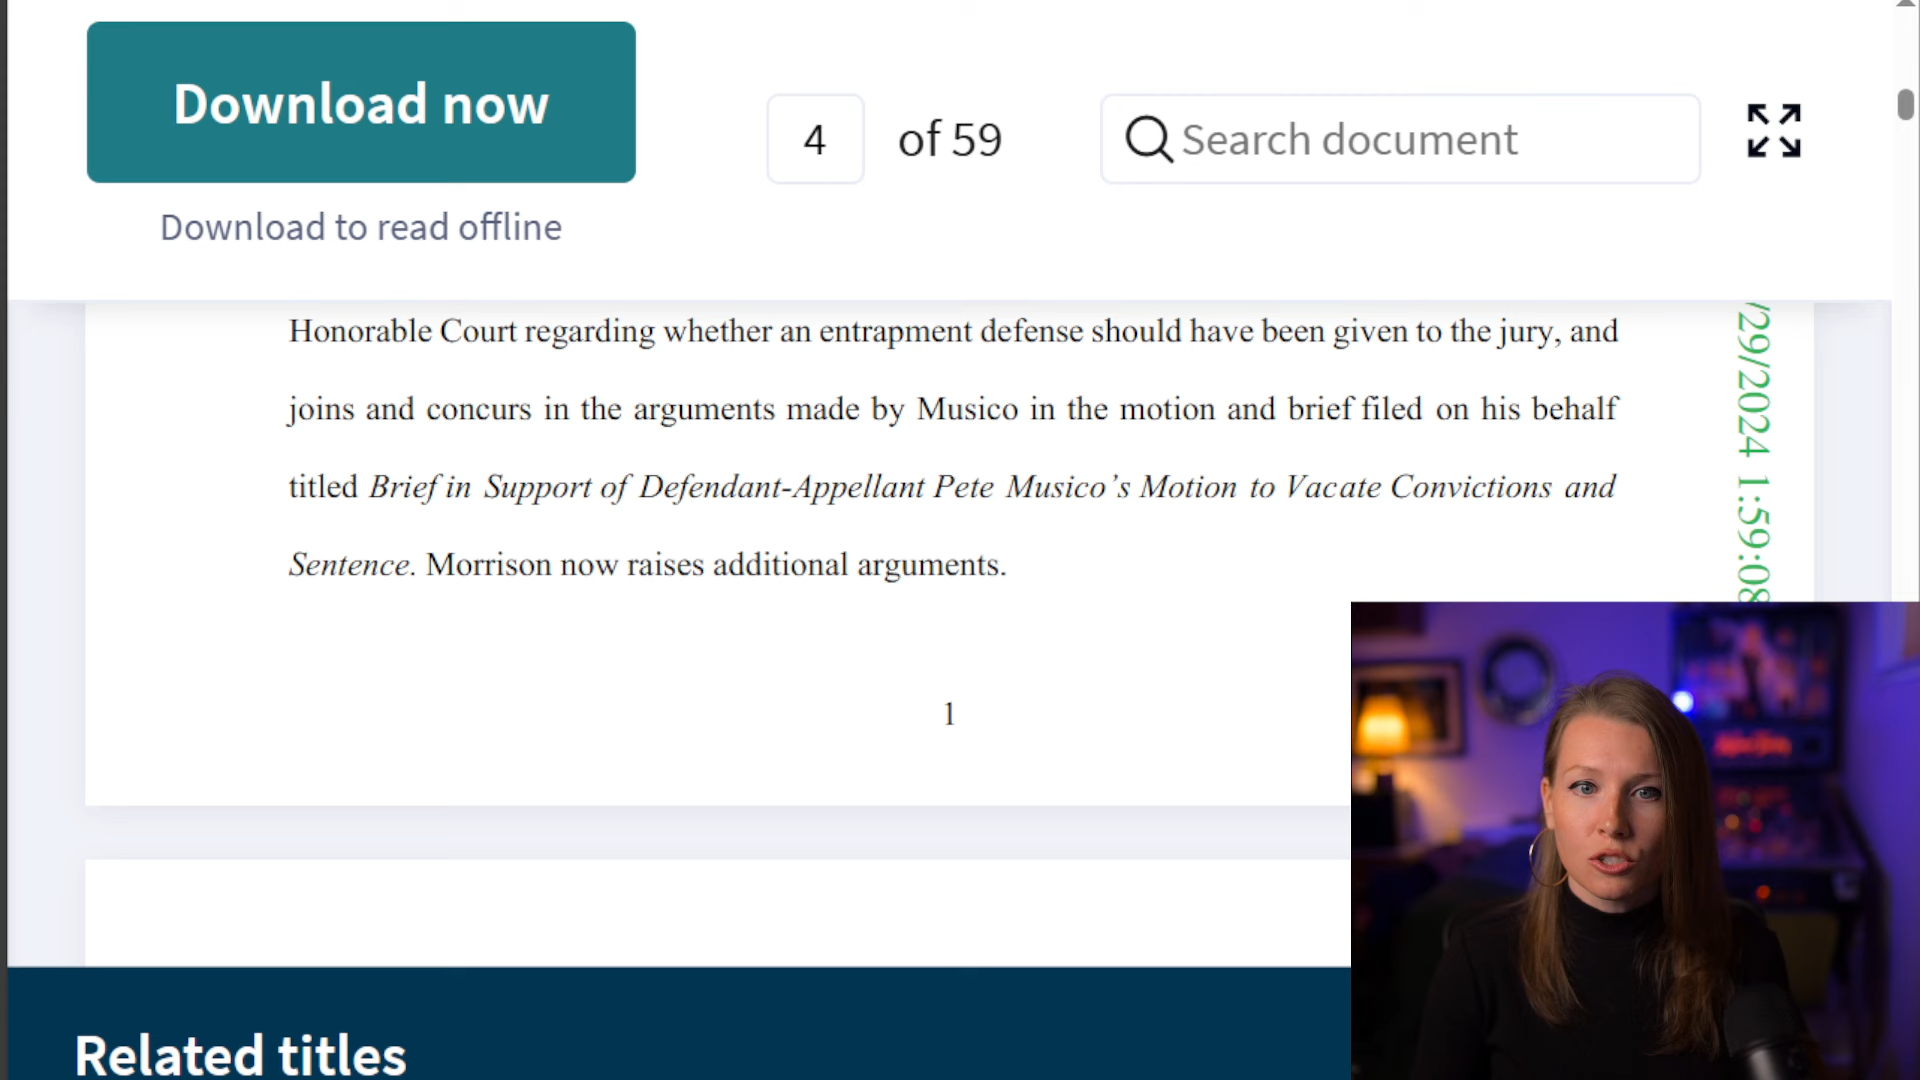 Download now
4 of 59
Search document
Download to read offline
Honorable Court regarding whether an entrapment defense should have been given to the jury, and
joins and concurs in the arguments made by Musico in the motion and brief filed on his behalf
titled Brief in Support of Defendant-Appellant Pete Musico’s Motion to Vacate Convictions and
Sentence. Morrison now raises additional arguments.
/29/2024 1:59:08
1
Related titles